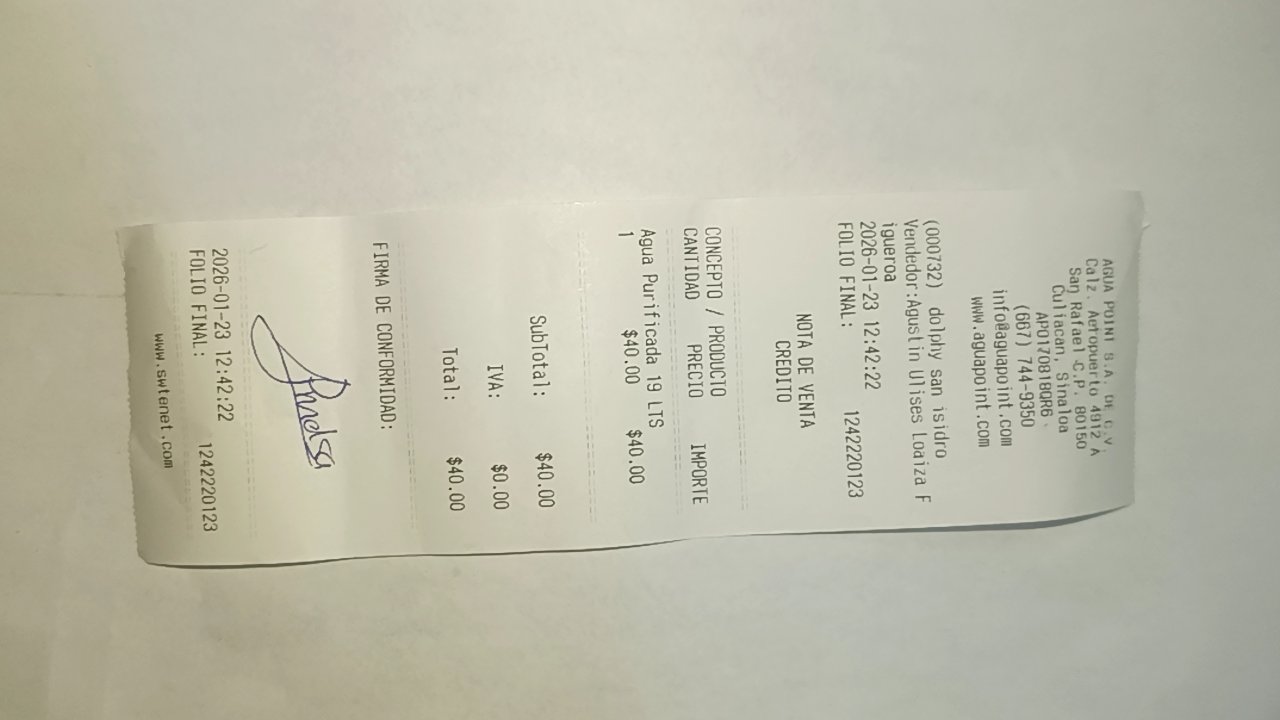 AGUA POINT S.A. DE C.V.
Calz. Aeropuerto 4912 A
San Rafael C.P. 80150
Culiacan, Sinaloa
APO170818QR6
(667) 744-9350
info@aguapoint.com
www.aguapoint.com
(000732) dolphy san isidro
Vendedor:Agustin Ulises Loaiza F
igueroa
2026-01-23 12:42:22
FOLIO FINAL: 1242220123
NOTA DE VENTA
CREDITO
CONCEPTO / PRODUCTO
CANTIDAD PRECIO IMPORTE
Agua Purificada 19 LTS
1 $40.00 $40.00
SubTotal: $40.00
IVA: $0.00
Total: $40.00
FIRMA DE CONFORMIDAD:
2026-01-23 12:42:22
FOLIO FINAL: 1242220123
www.swtenet.com